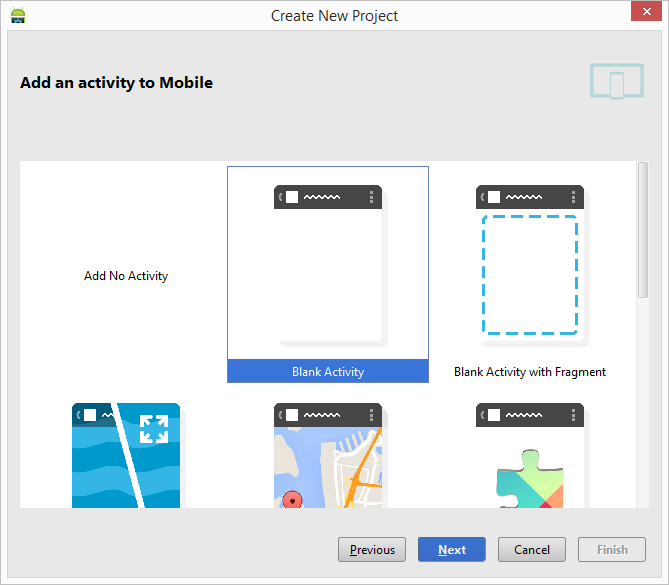 Create New Project
Add an activity to Mobile
Add No Activity
Blank Activity
Blank Activity with Fragment
Previous
Next
Cancel
Finish